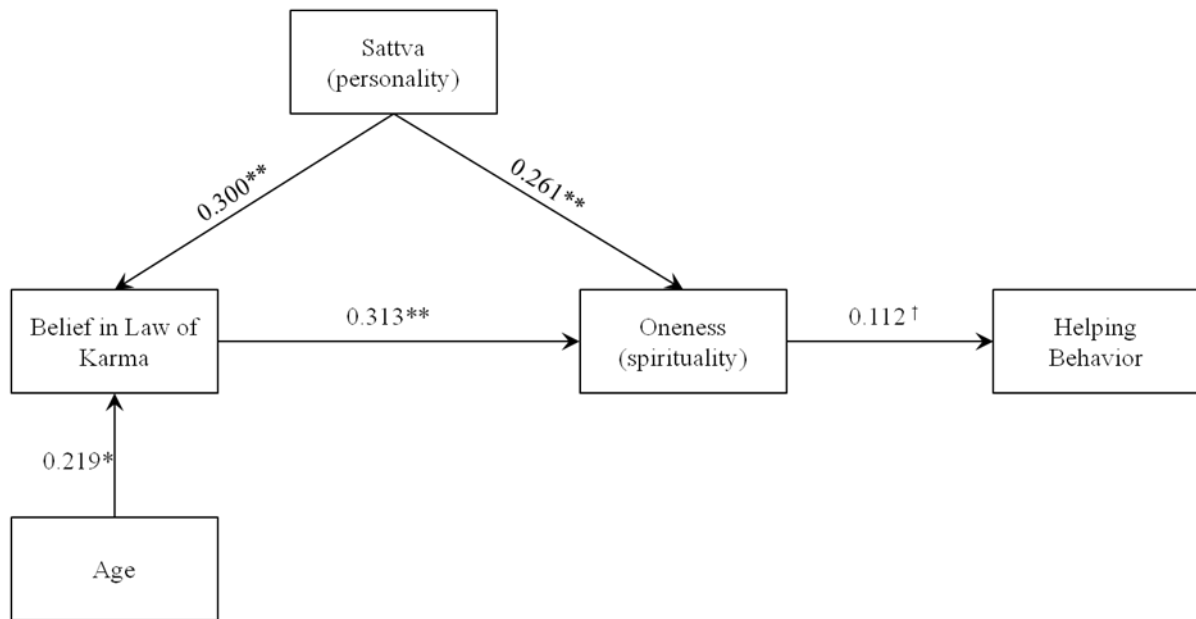 Sattva
(personality)
0.300**
0.261**
Belief in Law of
Karma
0.313**
Oneness
(spirituality)
0.112†
Helping
Behavior
0.219*
Age